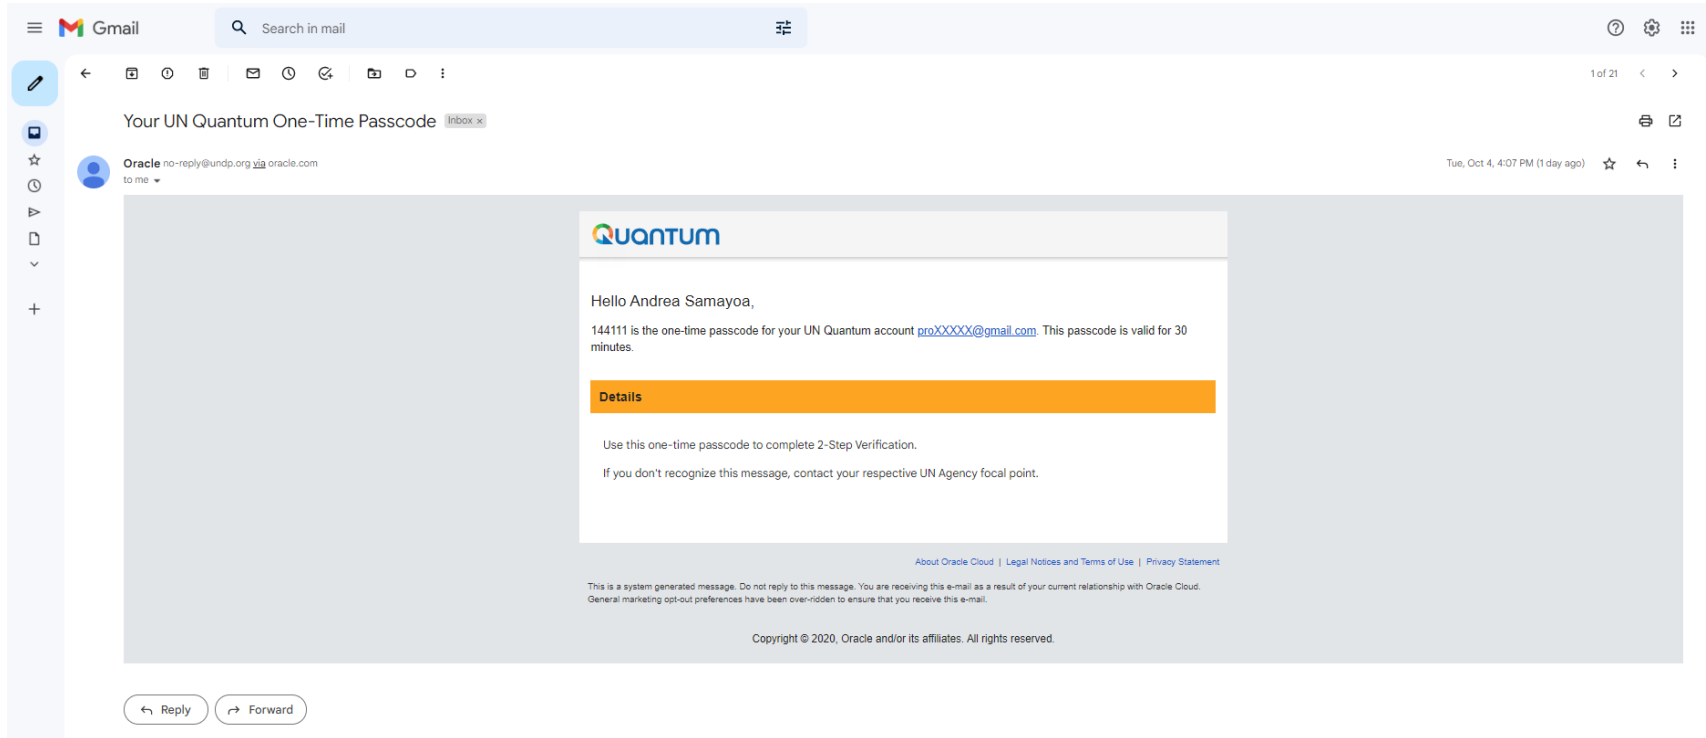 Gmail
Search in mail
1 of 21
Your UN Quantum One-Time Passcode Inbox ×
Oracle no-reply@undp.org via oracle.com
Tue, Oct 4, 4:07 PM (1 day ago)
to me
Quantum
Hello Andrea Samayoa,
144111 is the one-time passcode for your UN Quantum account proXXXXX@gmail.com. This passcode is valid for 30
minutes.
Details
Use this one-time passcode to complete 2-Step Verification.
If you don't recognize this message, contact your respective UN Agency focal point.
About Oracle Cloud | Legal Notices and Terms of Use | Privacy Statement
This is a system generated message. Do not reply to this message. You are receiving this e-mail as a result of your current relationship with Oracle Cloud.
General marketing opt-out preferences have been over-ridden to ensure that you receive this e-mail.
Copyright © 2020, Oracle and/or its affiliates. All rights reserved.
Reply
Forward